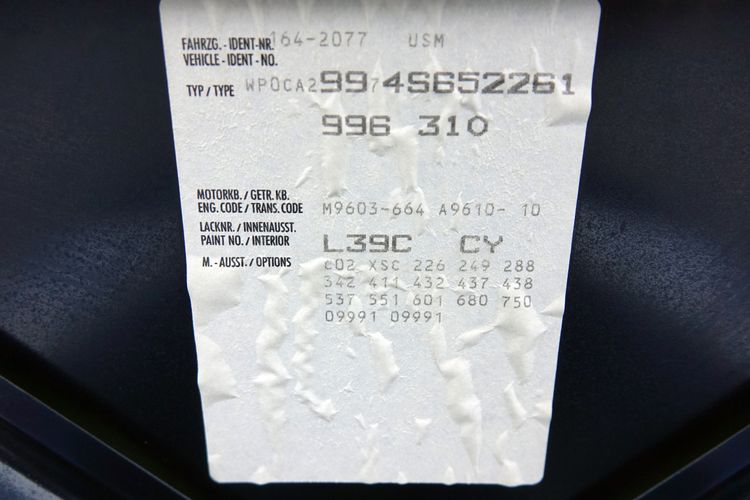 FAHRZG. - IDENT-NR. 164-2077 USM
VEHICLE - IDENT - NO.
TYP / TYPE WP0CA29974S652261
996 310
MOTORKB. / GETR. KB.
ENG. CODE / TRANS. CODE M9603-664 A9610- 10
LACKNR. / INNENAUSST.
PAINT NO. / INTERIOR L39C CY
M. - AUSST. / OPTIONS C02 XSC 226 249 288
342 411 432 437 438
537 551 601 680 750
09991 09991